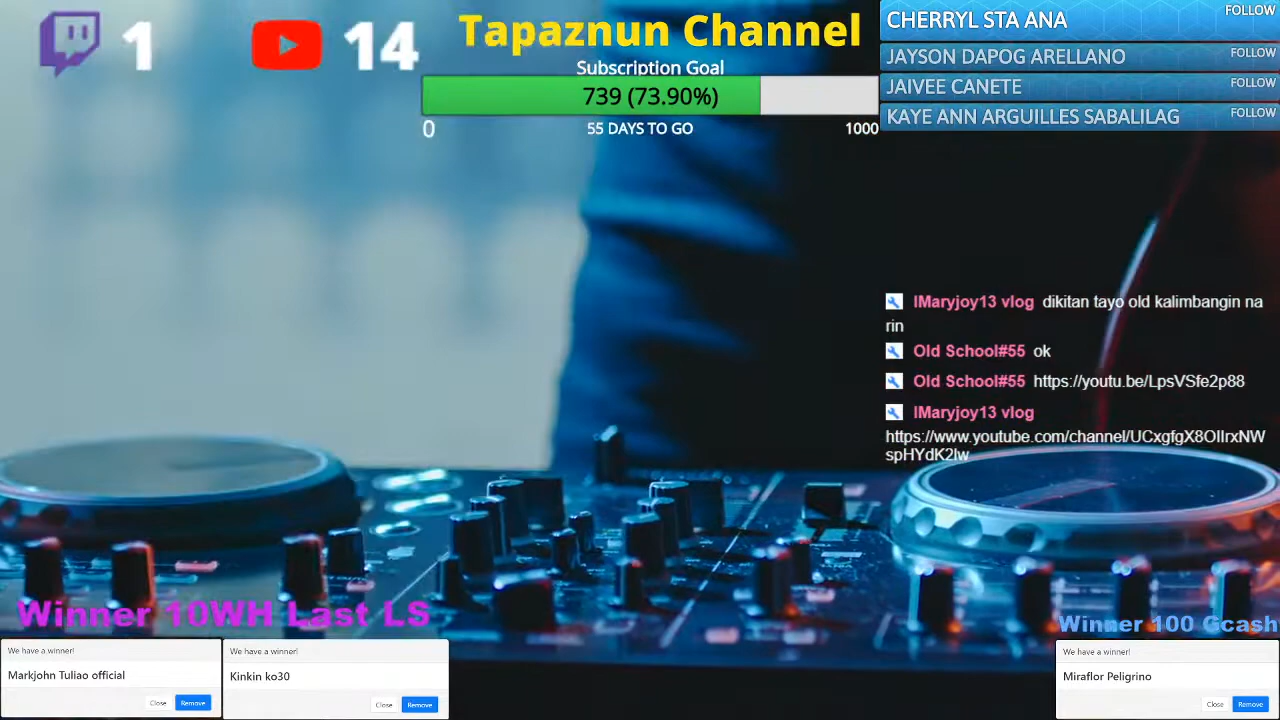 1
14
Tapaznun Channel
Subscription Goal
739 (73.90%)
0
55 DAYS TO GO
1000
CHERRYL STA ANA FOLLOW
JAYSON DAPOG ARELLANO FOLLOW
JAIVEE CANETE FOLLOW
KAYE ANN ARGUILLES SABALILAG FOLLOW
IMaryjoy13 vlog dikitan tayo old kalimbangin na
rin
Old School#55 ok
Old School#55 https://youtu.be/LpsVSfe2p88
IMaryjoy13 vlog
https://www.youtube.com/channel/UCxgfgX8OIIrxNW
spHYdK2lw
Winner 10WH Last LS
We have a winner!
Markjohn Tuliao official
Close Remove
We have a winner!
Kinkin ko30
Close Remove
Winner 100 Gcash
We have a winner!
Miraflor Peligrino
Close Remove